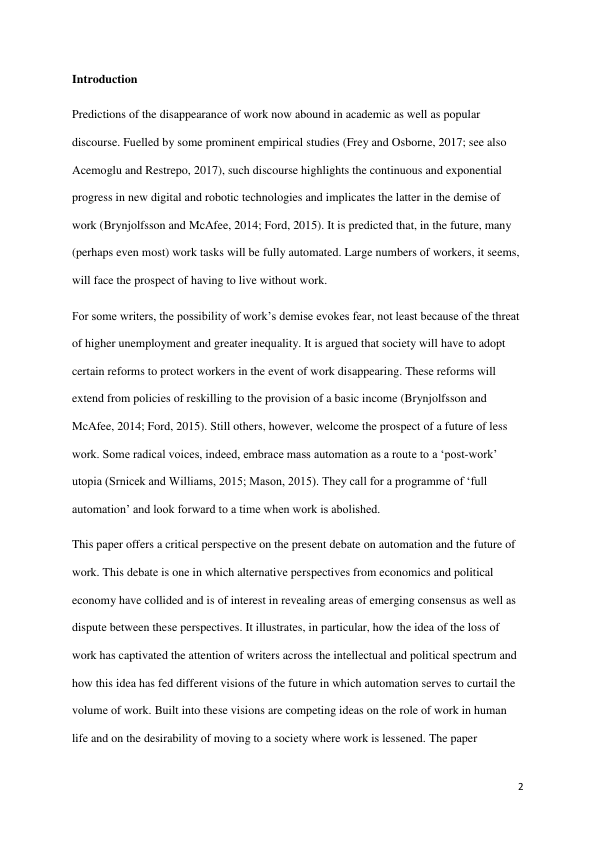 Introduction
Predictions of the disappearance of work now abound in academic as well as popular
discourse. Fuelled by some prominent empirical studies (Frey and Osborne, 2017; see also
Acemoglu and Restrepo, 2017), such discourse highlights the continuous and exponential
progress in new digital and robotic technologies and implicates the latter in the demise of
work (Brynjolfsson and McAfee, 2014; Ford, 2015). It is predicted that, in the future, many
(perhaps even most) work tasks will be fully automated. Large numbers of workers, it seems,
will face the prospect of having to live without work.
For some writers, the possibility of work’s demise evokes fear, not least because of the threat
of higher unemployment and greater inequality. It is argued that society will have to adopt
certain reforms to protect workers in the event of work disappearing. These reforms will
extend from policies of reskilling to the provision of a basic income (Brynjolfsson and
McAfee, 2014; Ford, 2015). Still others, however, welcome the prospect of a future of less
work. Some radical voices, indeed, embrace mass automation as a route to a ‘post-work’
utopia (Srnicek and Williams, 2015; Mason, 2015). They call for a programme of ‘full
automation’ and look forward to a time when work is abolished.
This paper offers a critical perspective on the present debate on automation and the future of
work. This debate is one in which alternative perspectives from economics and political
economy have collided and is of interest in revealing areas of emerging consensus as well as
dispute between these perspectives. It illustrates, in particular, how the idea of the loss of
work has captivated the attention of writers across the intellectual and political spectrum and
how this idea has fed different visions of the future in which automation serves to curtail the
volume of work. Built into these visions are competing ideas on the role of work in human
life and on the desirability of moving to a society where work is lessened. The paper
2